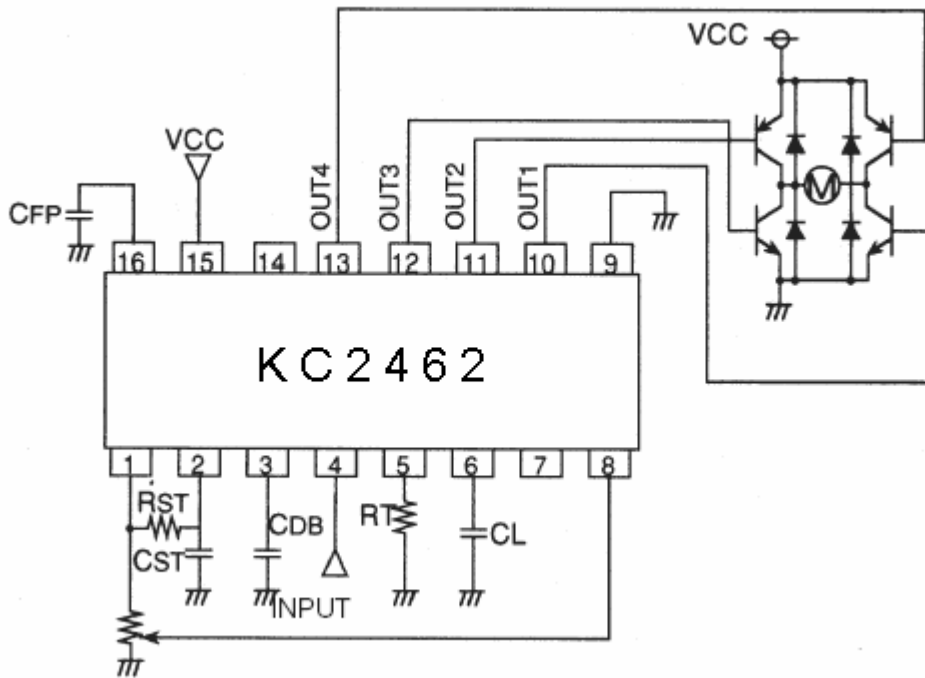 VCC
VCC
CFP
OUT4
OUT3
OUT2
OUT1
M
16
15
14
13
12
11
10
9
KC2462
1
2
3
4
5
6
7
8
RST
CST
CDB
INPUT
RT
CL